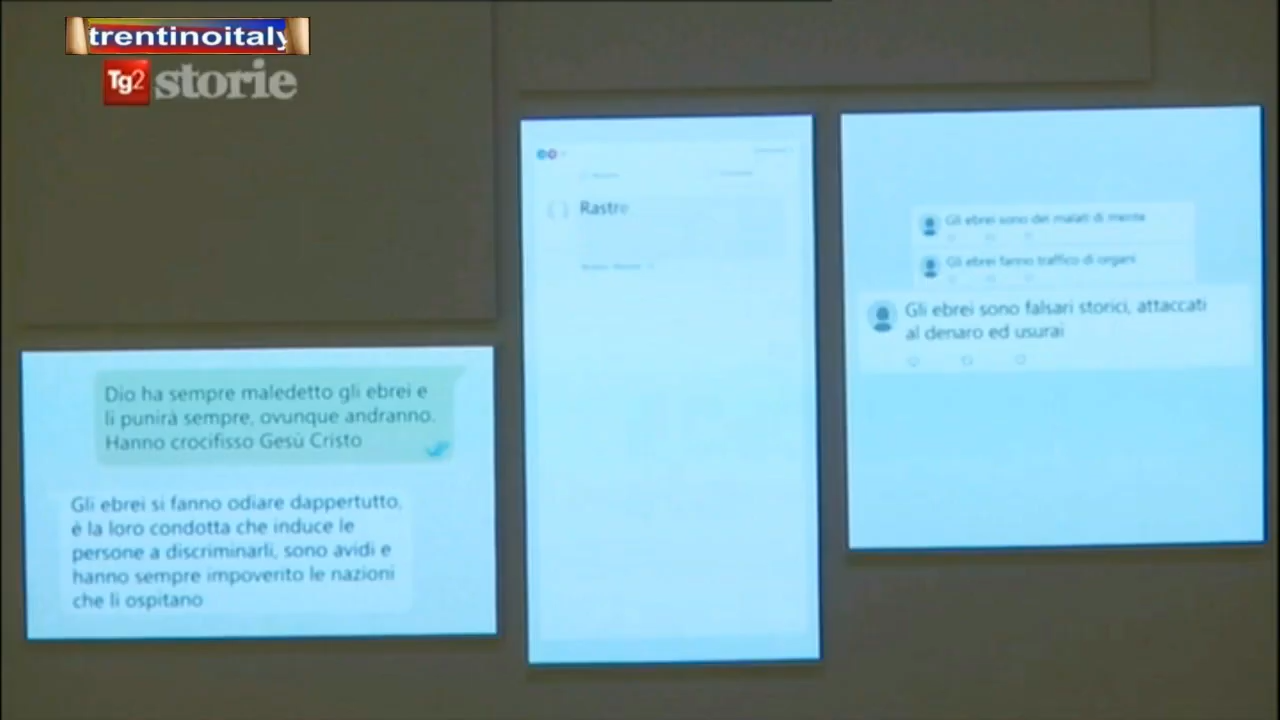 trentinoitaly
Tg2 storie
Dio ha sempre maledetto gli ebrei e
li punirà sempre, ovunque andranno.
Hanno crocifisso Gesù Cristo
Gli ebrei si fanno odiare dappertutto,
è la loro condotta che induce le
persone a discriminarli, sono avidi e
hanno sempre impoverito le nazioni
che li ospitano
Rastre
Gli ebrei sono dei malati di mente
Gli ebrei fanno traffico di organi
Gli ebrei sono falsari storici, attaccati
al denaro ed usurai